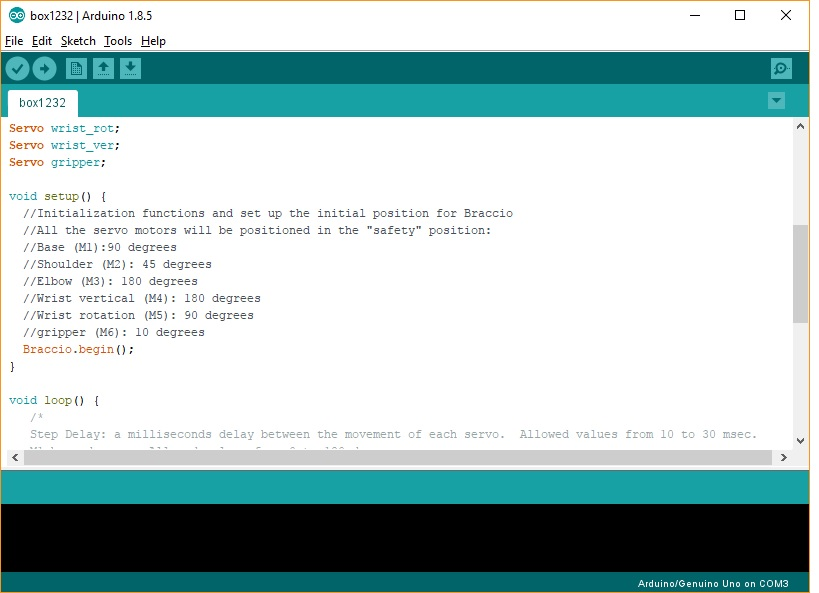 box1232 | Arduino 1.8.5
File Edit Sketch Tools Help
box1232
Servo wrist_rot;
Servo wrist_ver;
Servo gripper;
void setup() {
//Initialization functions and set up the initial position for Braccio
//All the servo motors will be positioned in the "safety" position:
//Base (M1):90 degrees
//Shoulder (M2): 45 degrees
//Elbow (M3): 180 degrees
//Wrist vertical (M4): 180 degrees
//Wrist rotation (M5): 90 degrees
//gripper (M6): 10 degrees
Braccio.begin();
}
void loop() {
/*
Step Delay: a milliseconds delay between the movement of each servo.  Allowed values from 10 to 30 msec.
Arduino/Genuino Uno on COM3